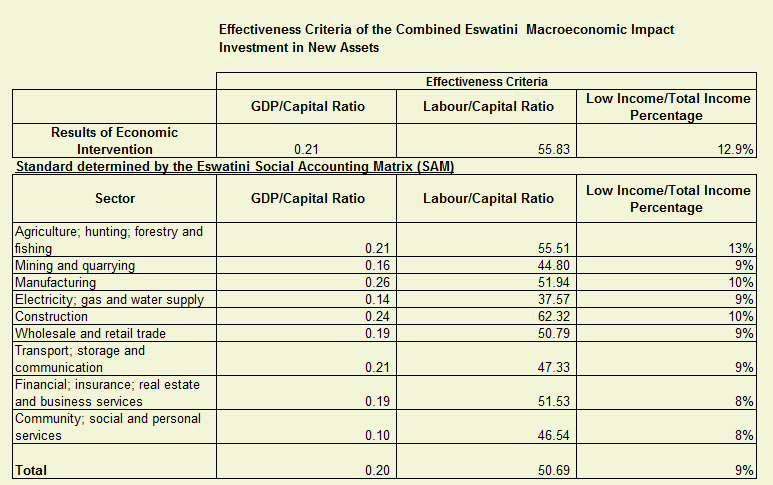 Effectiveness Criteria of the Combined Eswatini Macroeconomic Impact
Investment in New Assets
Effectiveness Criteria
GDP/Capital Ratio Labour/Capital Ratio Low Income/Total Income
Percentage
Results of Economic
Intervention 0.21 55.83 12.9%
Standard determined by the Eswatini Social Accounting Matrix (SAM)
Sector GDP/Capital Ratio Labour/Capital Ratio Low Income/Total Income
Percentage
Agriculture; hunting; forestry and
fishing 0.21 55.51 13%
Mining and quarrying 0.16 44.80 9%
Manufacturing 0.26 51.94 10%
Electricity; gas and water supply 0.14 37.57 9%
Construction 0.24 62.32 10%
Wholesale and retail trade 0.19 50.79 9%
Transport; storage and
communication 0.21 47.33 9%
Financial; insurance; real estate
and business services 0.19 51.53 8%
Community; social and personal
services 0.10 46.54 8%
Total 0.20 50.69 9%